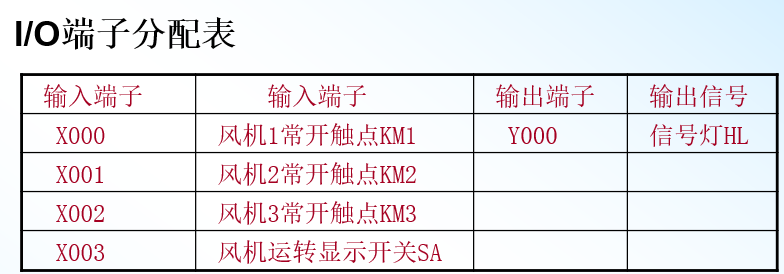 I/O端子分配表
输入端子 输入端子 输出端子 输出信号
X000 风机1常开触点KM1 Y000 信号灯HL
X001 风机2常开触点KM2
X002 风机3常开触点KM3
X003 风机运转显示开关SA